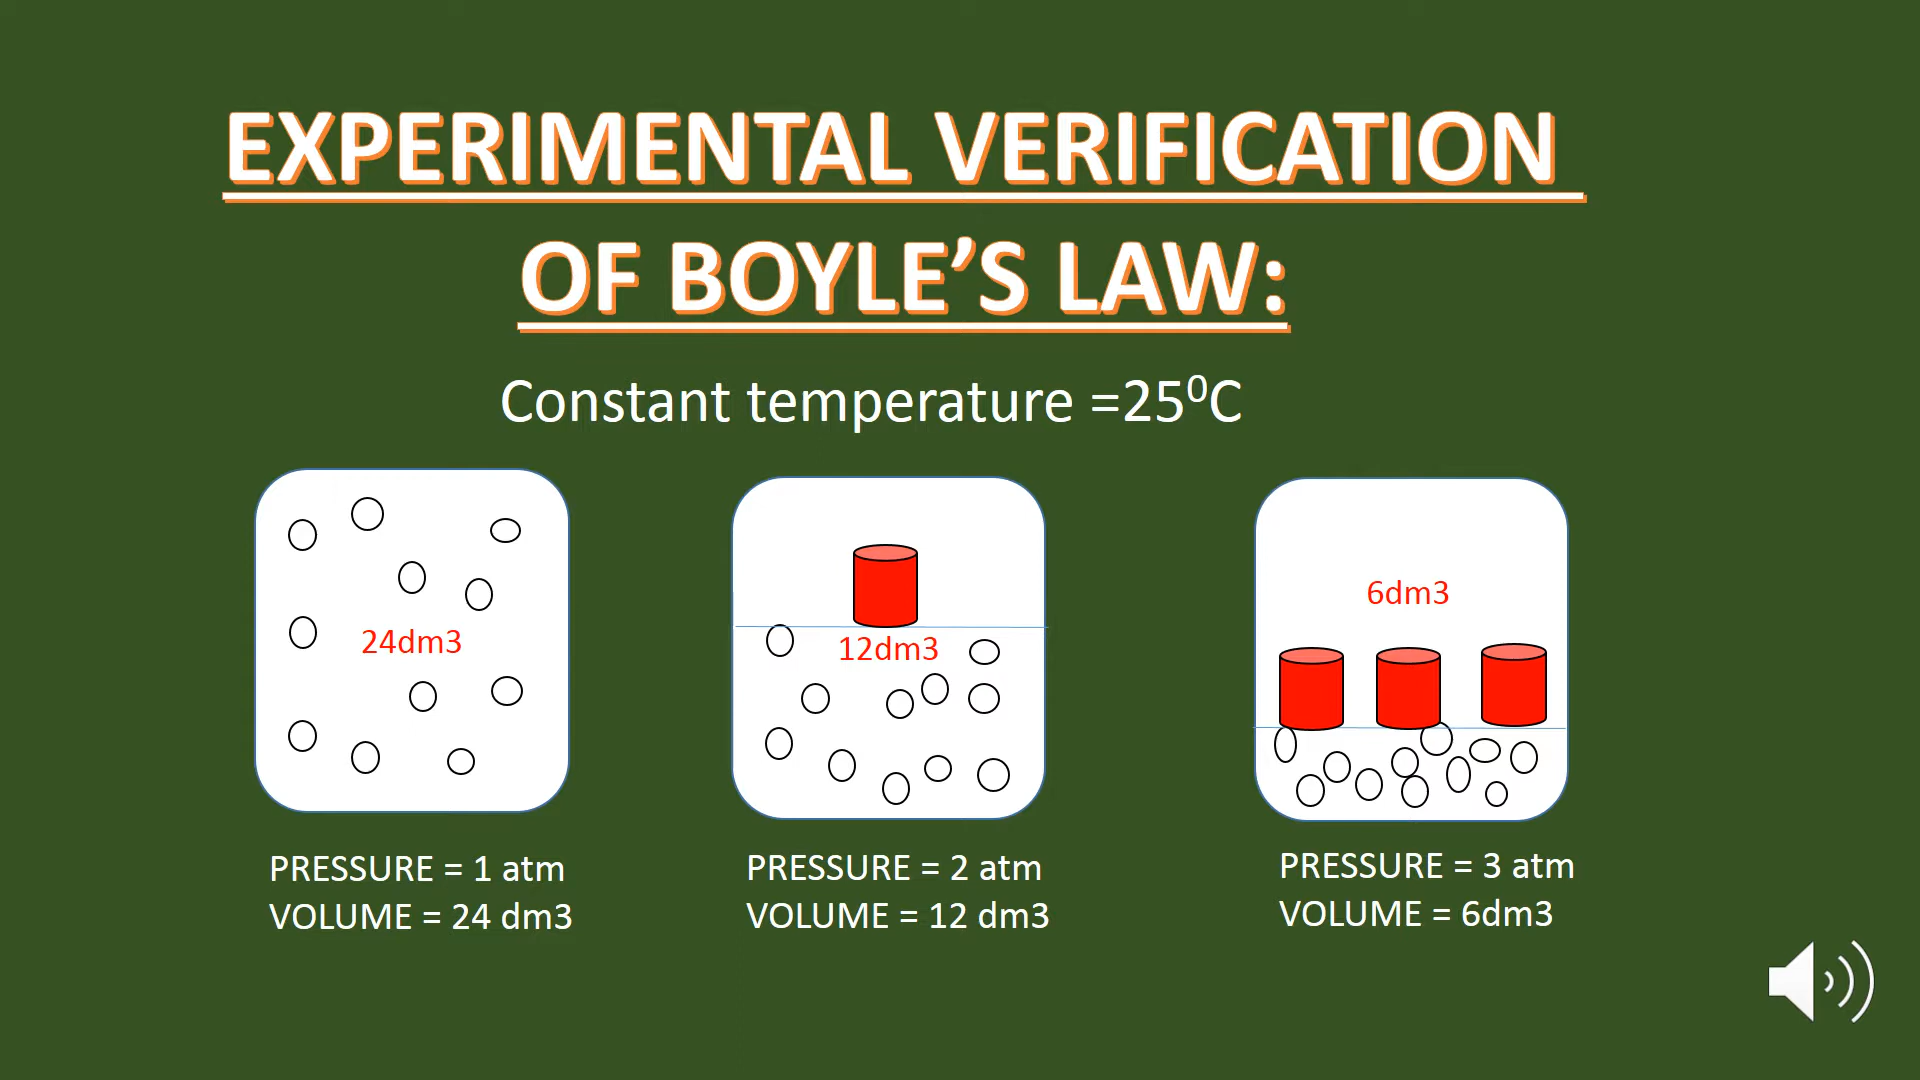 EXPERIMENTAL VERIFICATION
OF BOYLE’S LAW:
Constant temperature =25⁰C
24dm3
12dm3
6dm3
PRESSURE = 1 atm
VOLUME = 24 dm3
PRESSURE = 2 atm
VOLUME = 12 dm3
PRESSURE = 3 atm
VOLUME = 6dm3